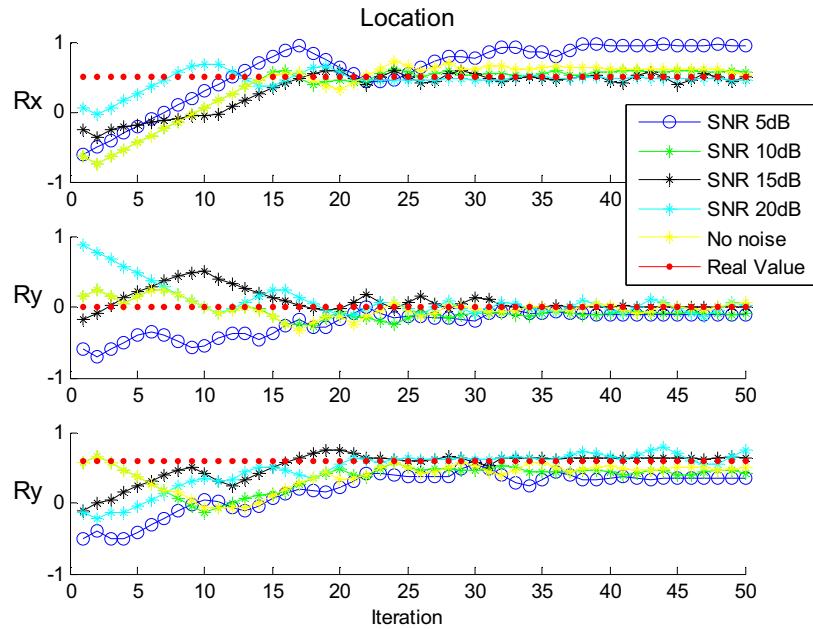 Location
Rx
1
0
-1
0 5 10 15 20 25 30 35 40
SNR 5dB
SNR 10dB
SNR 15dB
SNR 20dB
No noise
Real Value
Ry
1
0
-1
0 5 10 15 20 25 30 35 40 45 50
Ry
1
0
-1
0 5 10 15 20 25 30 35 40 45 50
Iteration